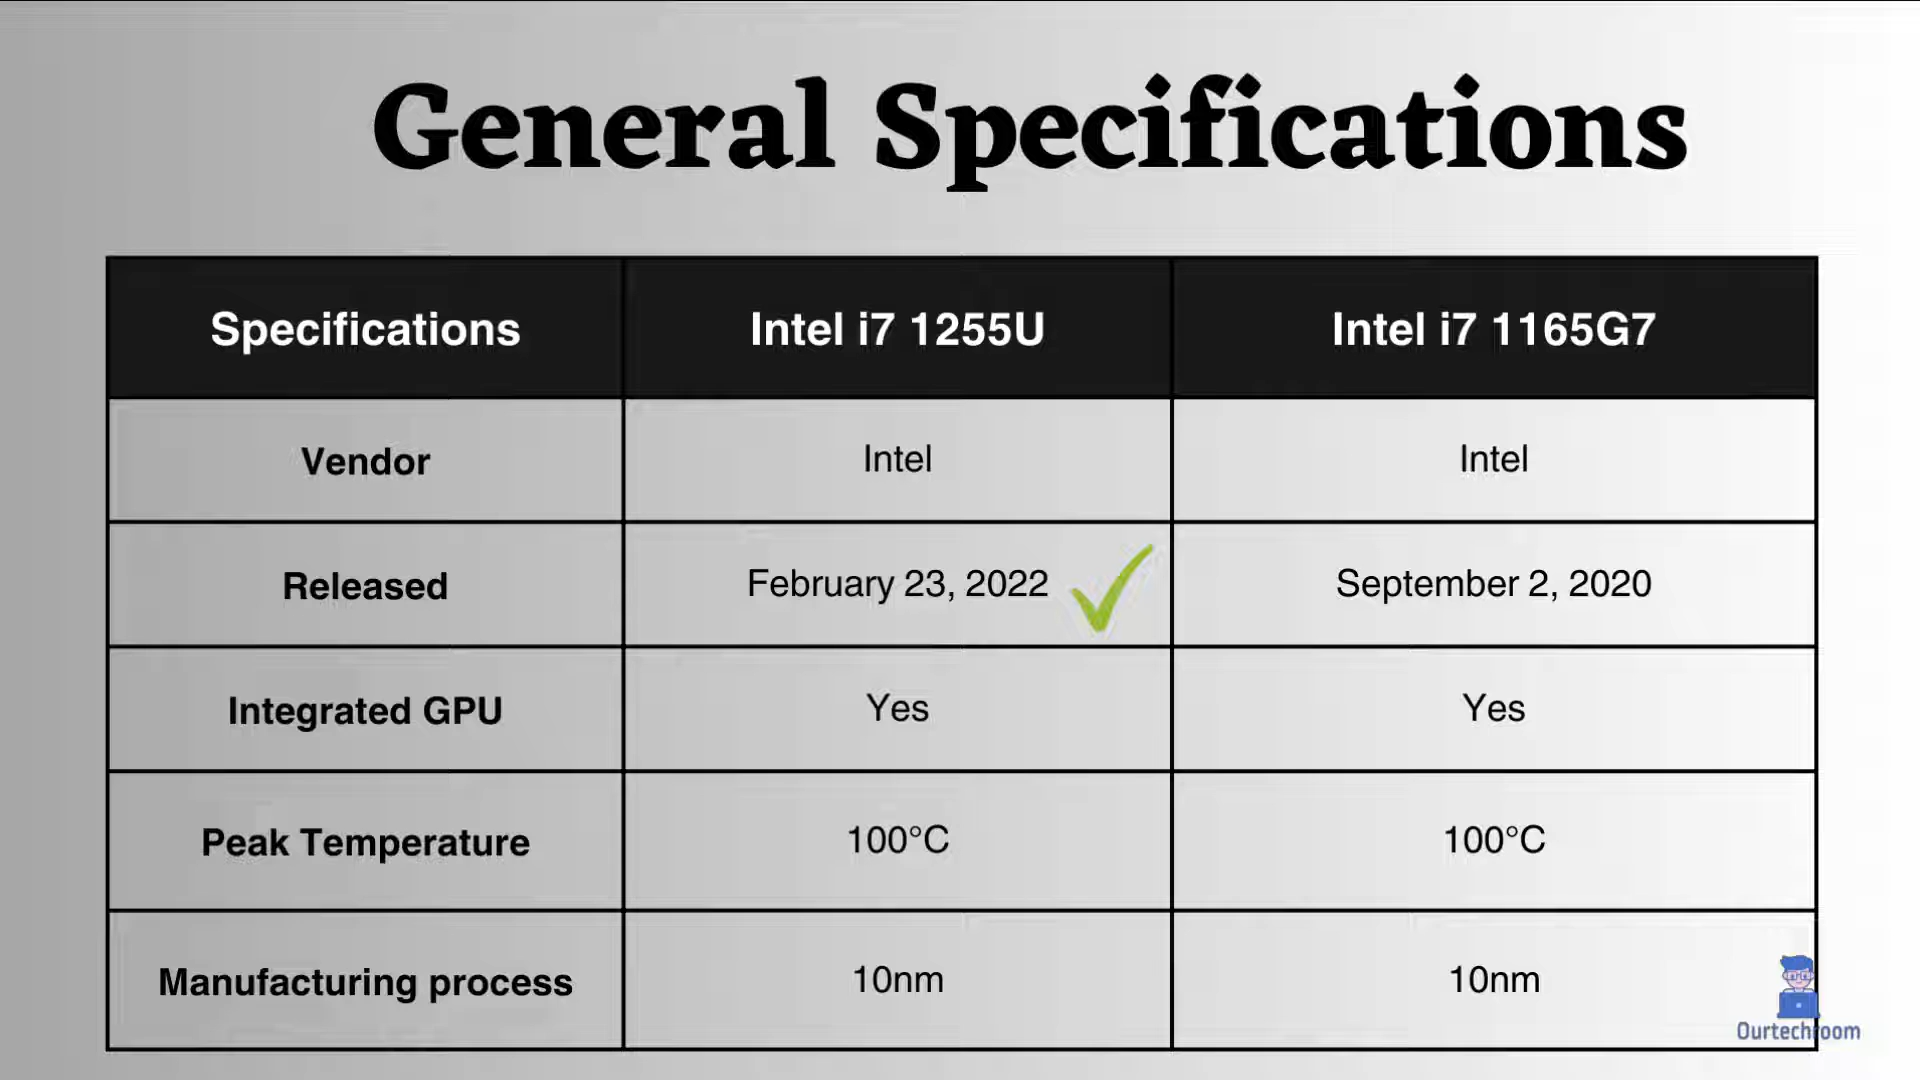 General Specifications
Specifications Intel i7 1255U Intel i7 1165G7
Vendor Intel Intel
Released February 23, 2022 September 2, 2020
Integrated GPU Yes Yes
Peak Temperature 100°C 100°C
Manufacturing process 10nm 10nm
Ourtechroom